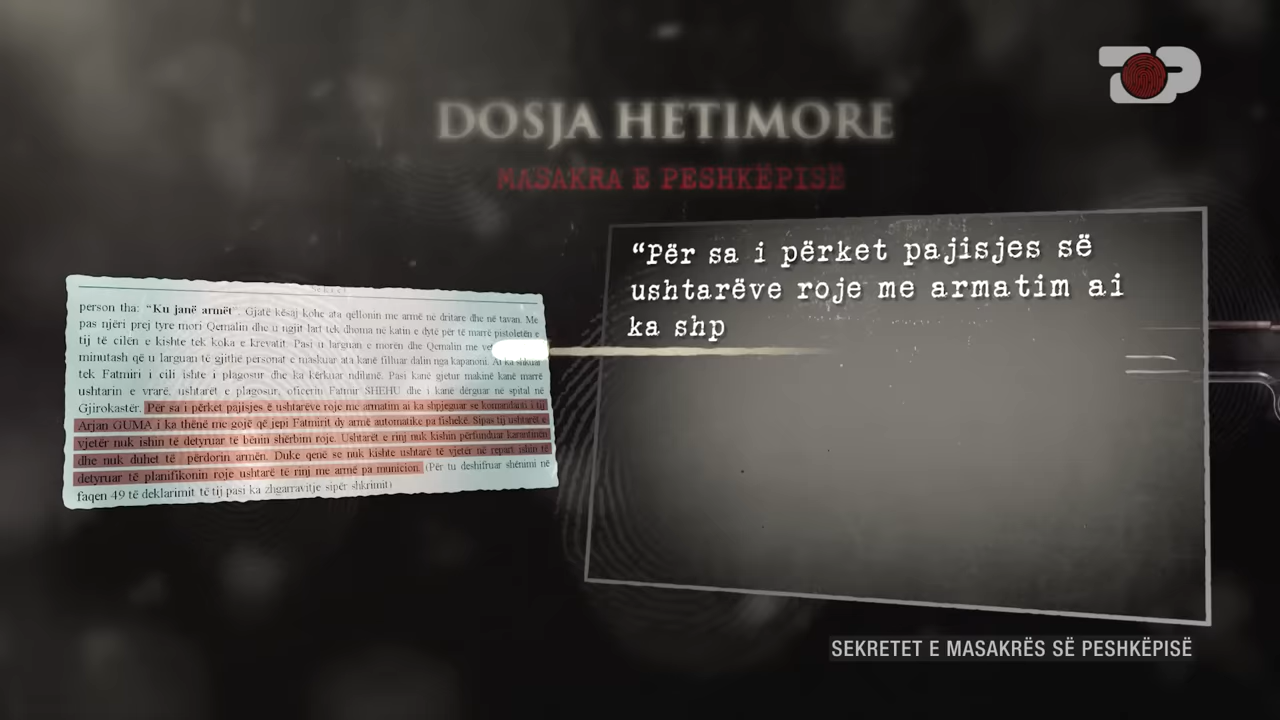 DOSJA HETIMORE
MASAKRA E PESHKËPISË
person tha: “Ku janë armët”. Gjatë kësaj kohe ata qëllonin me armë në dritare dhe në tavan. Me
pas njëri prej tyre mori Qemalin dhe u ngjit lart tek dhoma në katin e dytë për të marrë pistoletën e
tij të cilën e kishte tek koka e krevatit. Pasi u larguan e morën dhe Qemalin me
minutash që u larguan të gjithë personat e maskuar ata kanë filluar dalin nga kapanoni. Ai ka shkuar
tek Fatmiri i cili ishte i plagosur dhe ka kërkuar ndihmë. Pasi kanë gjetur makinë kanë marrë
ushtarin e vrarë, ushtarët e plagosur, oficerin Fatmir SHEHU dhe i kanë dërguar në spital në
Gjirokastër. Për sa i përket pajisjes e ushtarëve roje me armatim ai ka shpjeguar se komandanti i tij
Arjan GUMA i ka thënë me gojë që jepi Fatmirit dy armë automatike pa fishekë. Sipas tij ushtarët e
vjetër nuk ishin të detyruar të bënin shërbim roje. Ushtarët e rinj nuk kishin përfunduar karantinën
dhe nuk duhet të përdorin armën. Duke qenë se nuk kishte ushtarë të vjetër në repart ishin të
detyruar të planifikonin roje ushtarë të rinj me armë pa municion. (Për tu deshifruar shënimi në
faqen 49 të deklarimit të tij pasi ka zhgarravitje sipër shkrimit)
“Për sa i përket pajisjes së
ushtarëve roje me armatim ai
ka shp
SEKRETET E MASAKRËS SË PESHKËPISË